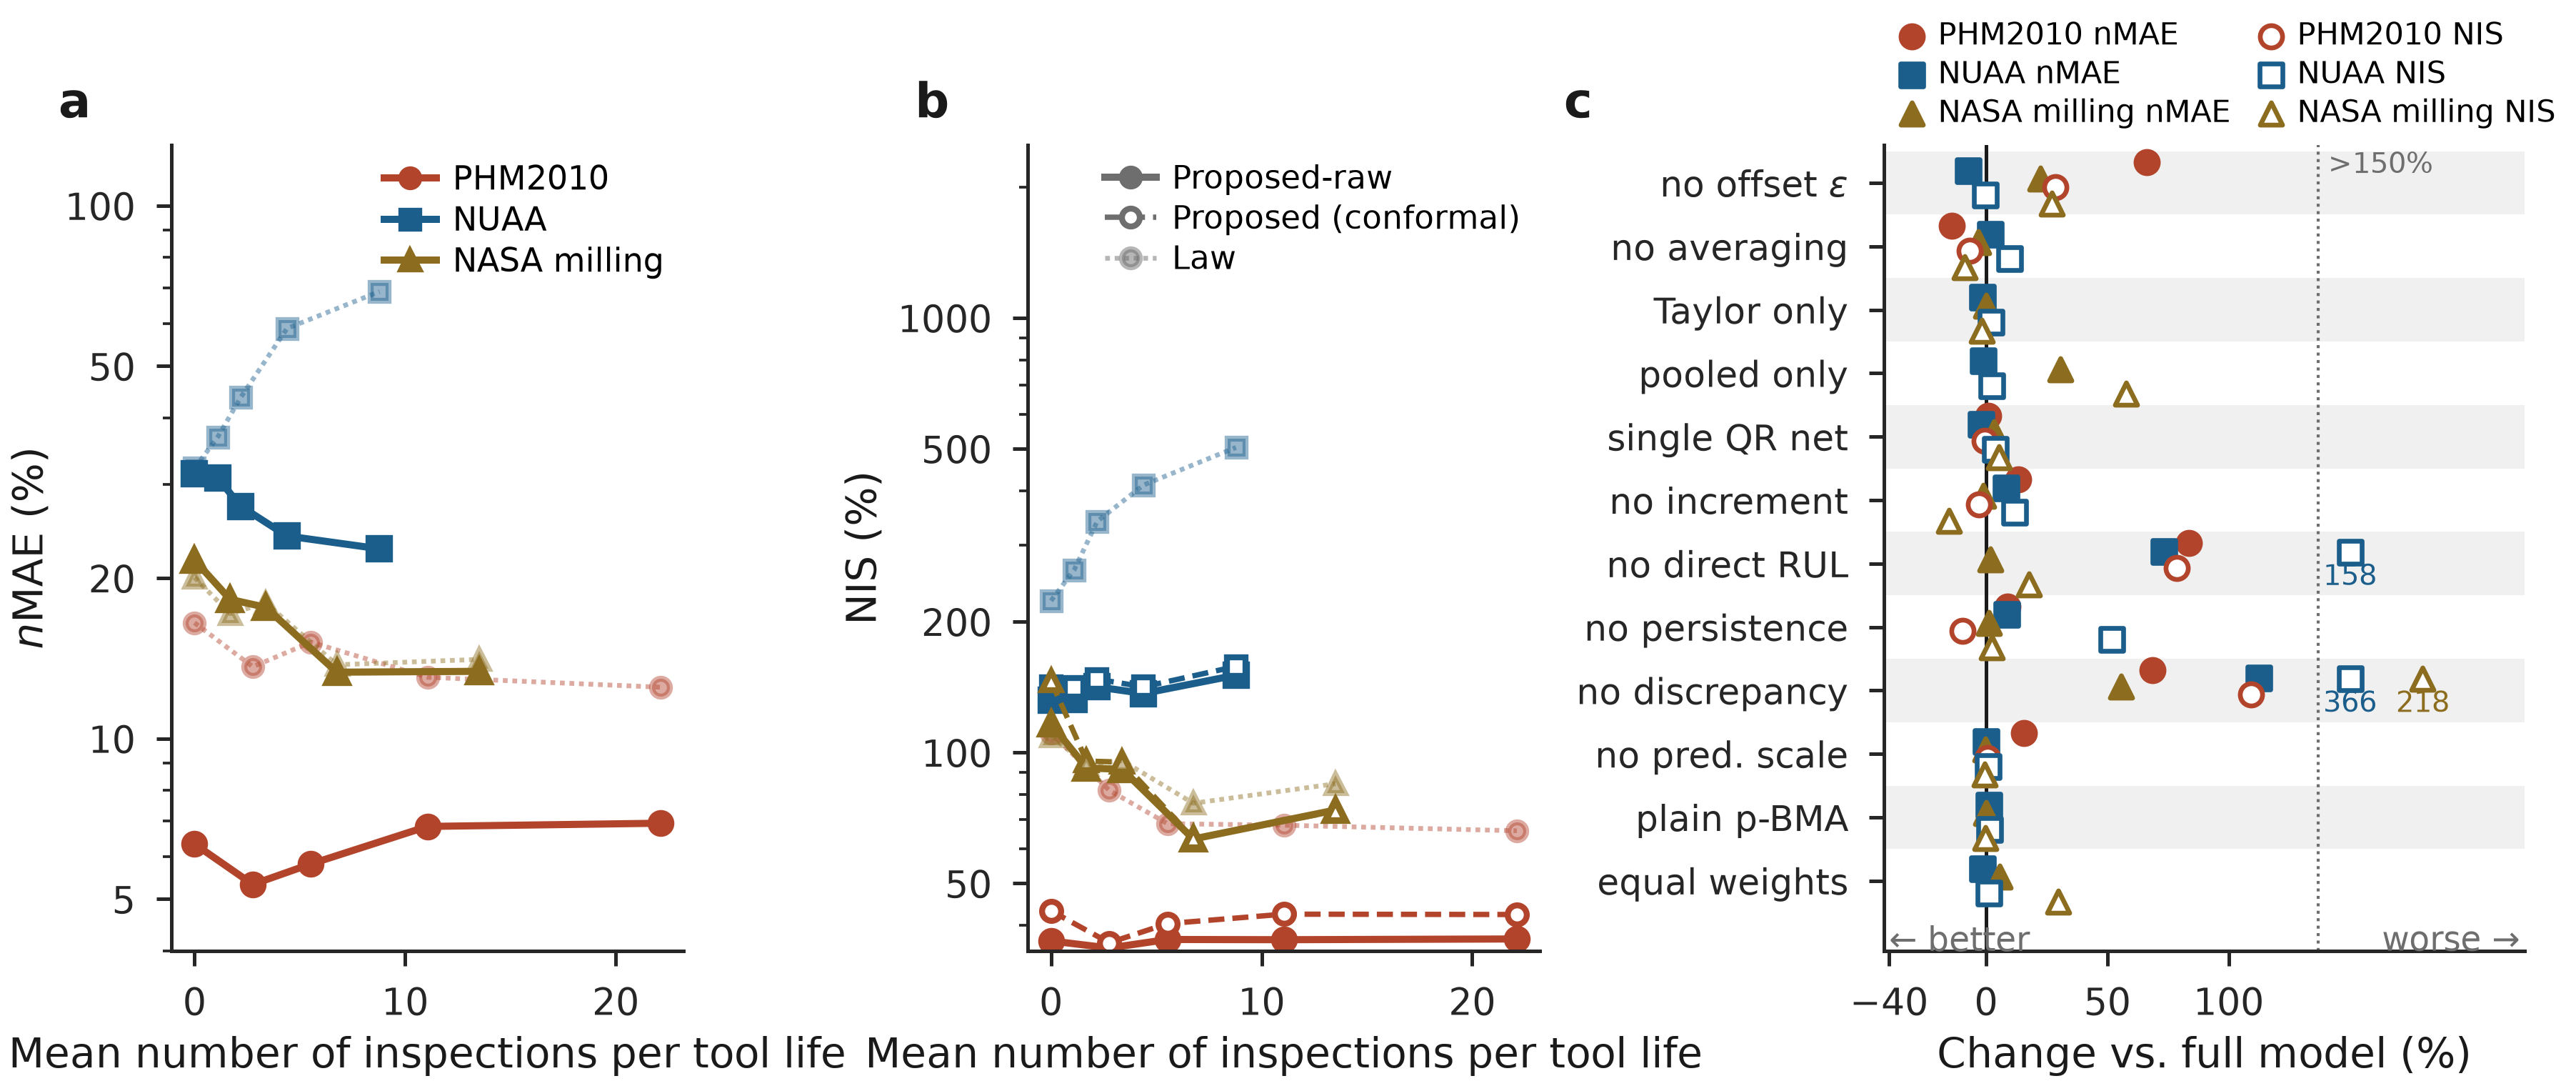 a
100
50
20
10
5
nMAE (%)
PHM2010
NUAA
NASA milling
0 10 20
Mean number of inspections per tool life
b
1000
500
200
100
50
NIS (%)
Proposed-raw
Proposed (conformal)
Law
0 10 20
Mean number of inspections per tool life
c
PHM2010 nMAE
NUAA nMAE
NASA milling nMAE
PHM2010 NIS
NUAA NIS
NASA milling NIS
>150%
no offset ε
no averaging
Taylor only
pooled only
single QR net
no increment
no direct RUL
158
no persistence
no discrepancy
366 218
no pred. scale
plain p-BMA
equal weights
← better worse →
−40 0 50 100
Change vs. full model (%)